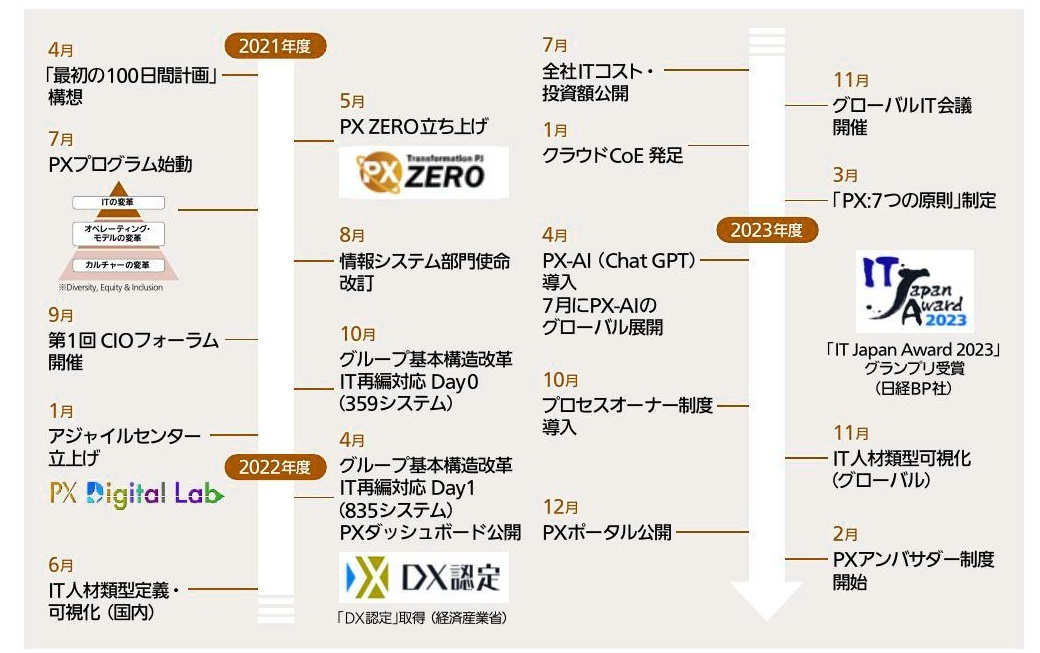 2021年度
4月
「最初の100日間計画」
構想
5月
PX ZERO立ち上げ
Transformation PJ
PX ZERO
7月
PXプログラム始動
ITの変革
オペレーティング・
モデルの変革
カルチャーの変革
※Diversity, Equity & Inclusion
8月
情報システム部門使命
改訂
9月
第1回 CIOフォーラム
開催
10月
グループ基本構造改革
IT再編対応 Day0
(359システム)
1月
アジャイルセンター
立上げ
PX Digital Lab
2022年度
4月
グループ基本構造改革
IT再編対応 Day1
(835システム)
PXダッシュボード公開
DX認定
「DX認定」取得（経済産業省）
6月
IT人材類型定義・
可視化（国内）
7月
全社ITコスト・
投資額公開
11月
グローバルIT会議
開催
1月
クラウドCoE 発足
3月
「PX:7つの原則」制定
2023年度
4月
PX-AI（Chat GPT）
導入
7月にPX-AIの
グローバル展開
IT Japan Award 2023
「IT Japan Award 2023」
グランプリ受賞
（日経BP社）
10月
プロセスオーナー制度
導入
11月
IT人材類型可視化
(グローバル)
12月
PXポータル公開
2月
PXアンバサダー制度
開始